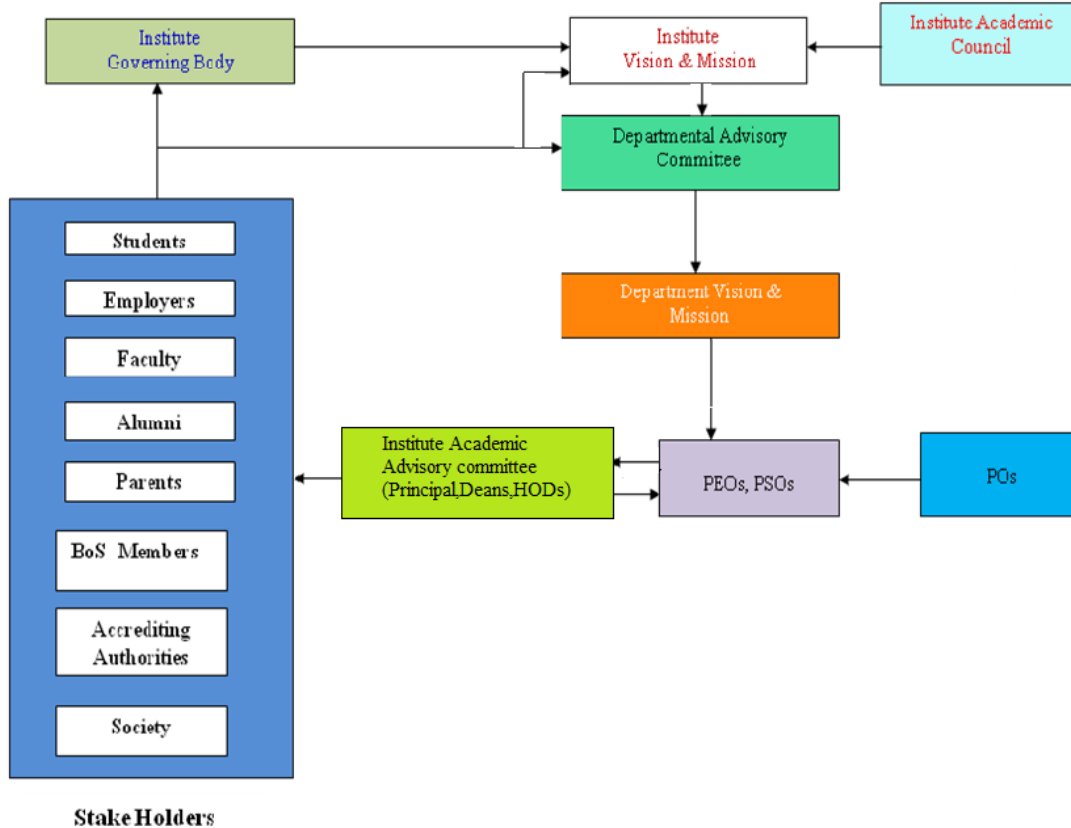 Institute
Governing Body
Institute
Vision & Mission
Institute Academic
Council
Departmental Advisory
Committee
Students
Employers
Faculty
Alumni
Parents
BoS Members
Accrediting
Authorities
Society
Department Vision &
Mission
Institute Academic
Advisory committee
(Principal,Deans,HODs)
PEOs, PSOs
POs
Stake Holders